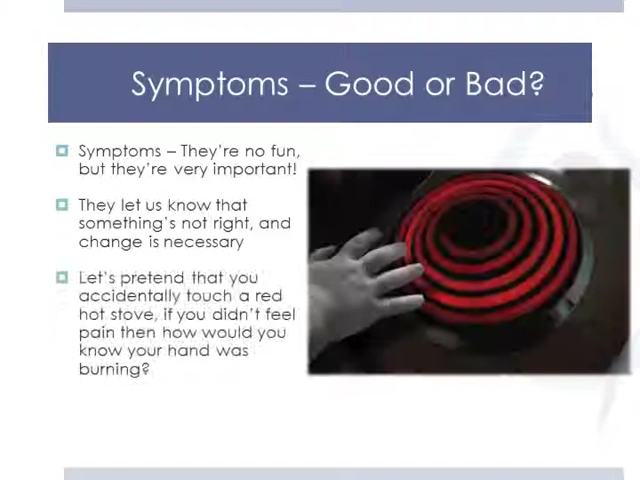 Symptoms – Good or Bad?
Symptoms – They're no fun,
but they're very important!
They let us know that
something's not right, and
change is necessary
Let's pretend that you
accidentally touch a red
hot stove, if you didn't feel
pain then how would you
know your hand was
burning?